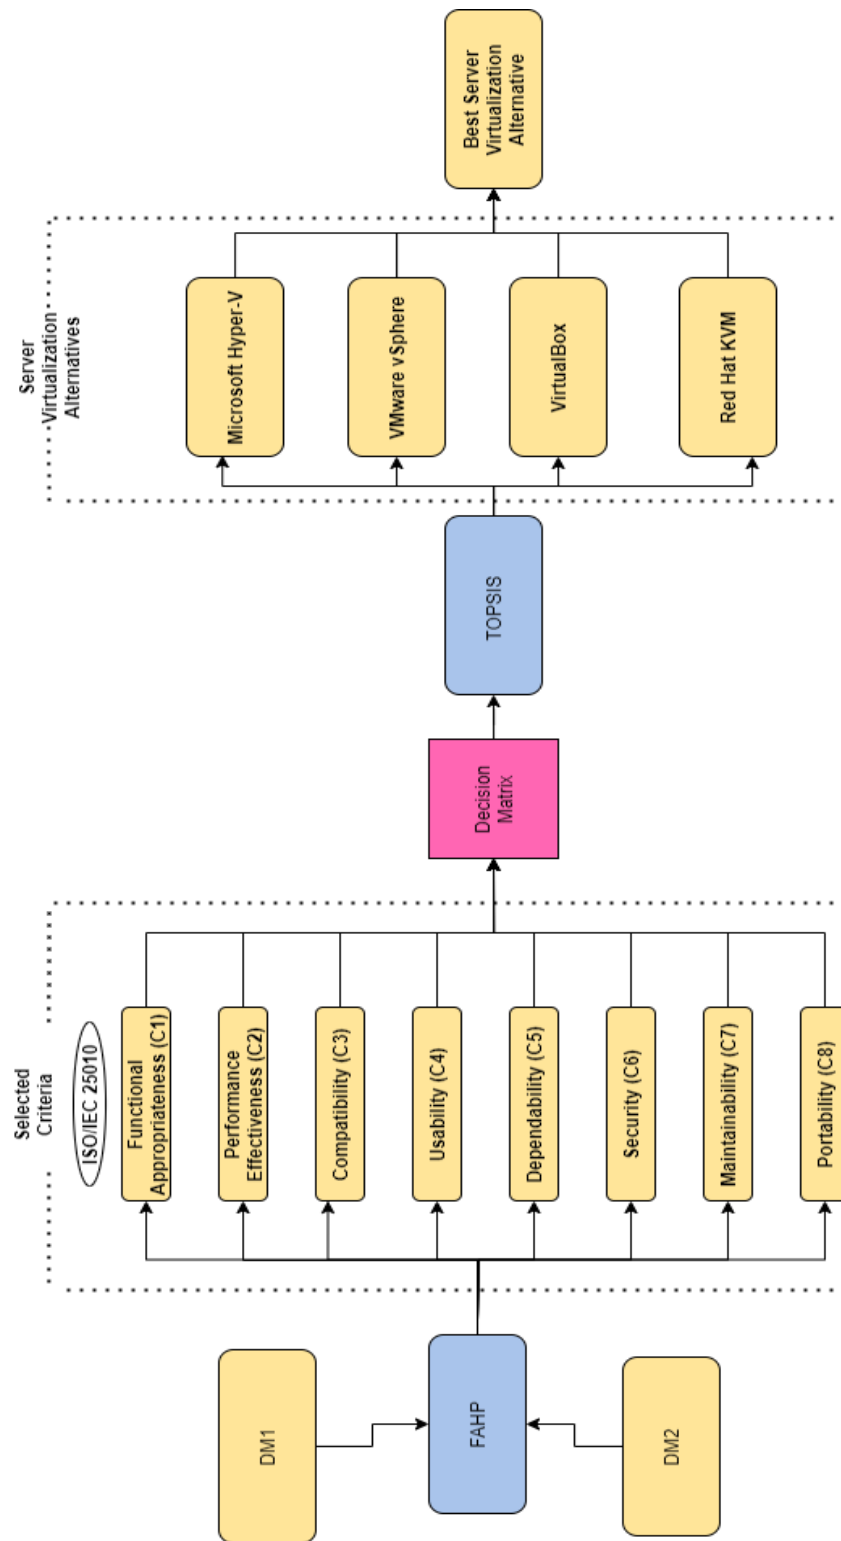 DM1
DM2
FAHP
Selected
Criteria
ISO/IEC 25010
Functional
Appropriateness (C1)
Performance
Effectiveness (C2)
Compatibility (C3)
Usability (C4)
Dependability (C5)
Security (C6)
Maintainability (C7)
Portability (C8)
Decision
Matrix
TOPSIS
Server
Virtualization
Alternatives
Microsoft Hyper-V
VMware vSphere
VirtualBox
Red Hat KVM
Best Server
Virtualization
Alternative